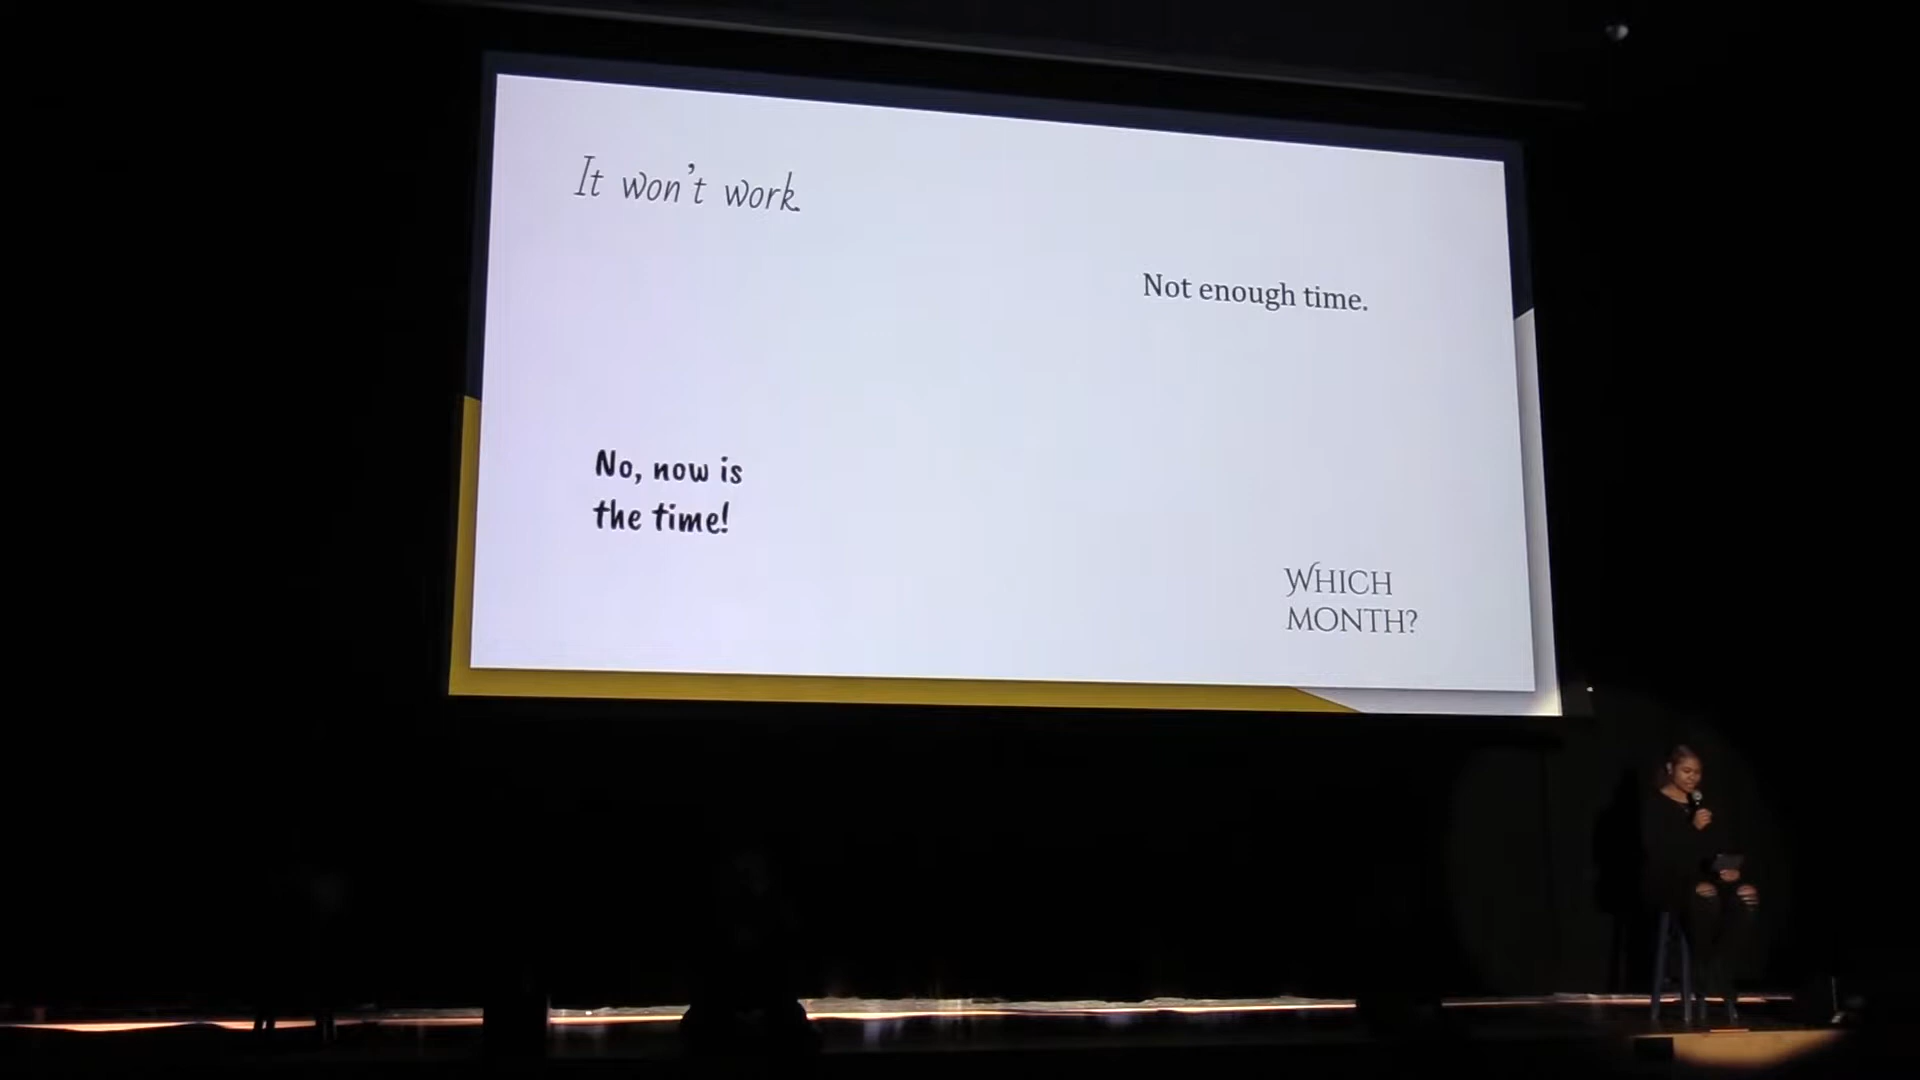 It won't work.
Not enough time.
No, now is
the time!
WHICH
MONTH?